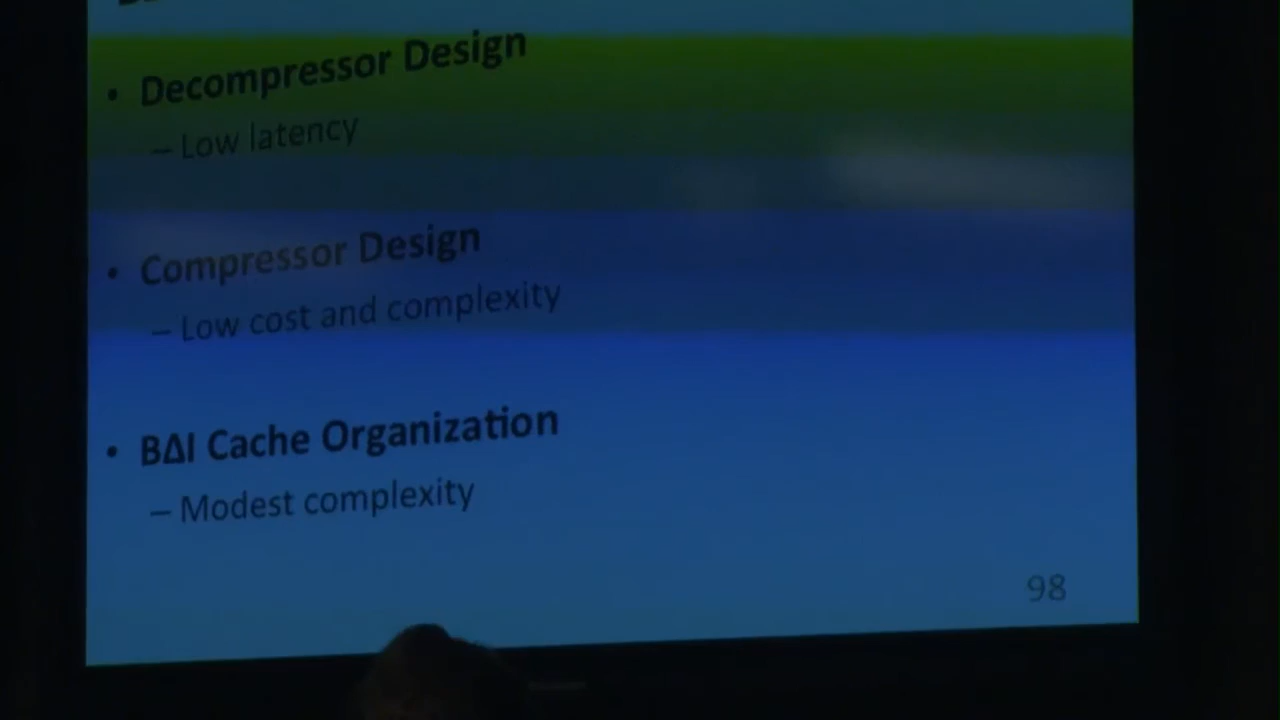 • Decompressor Design
– Low latency
• Compressor Design
– Low cost and complexity
• BΔI Cache Organization
– Modest complexity
98